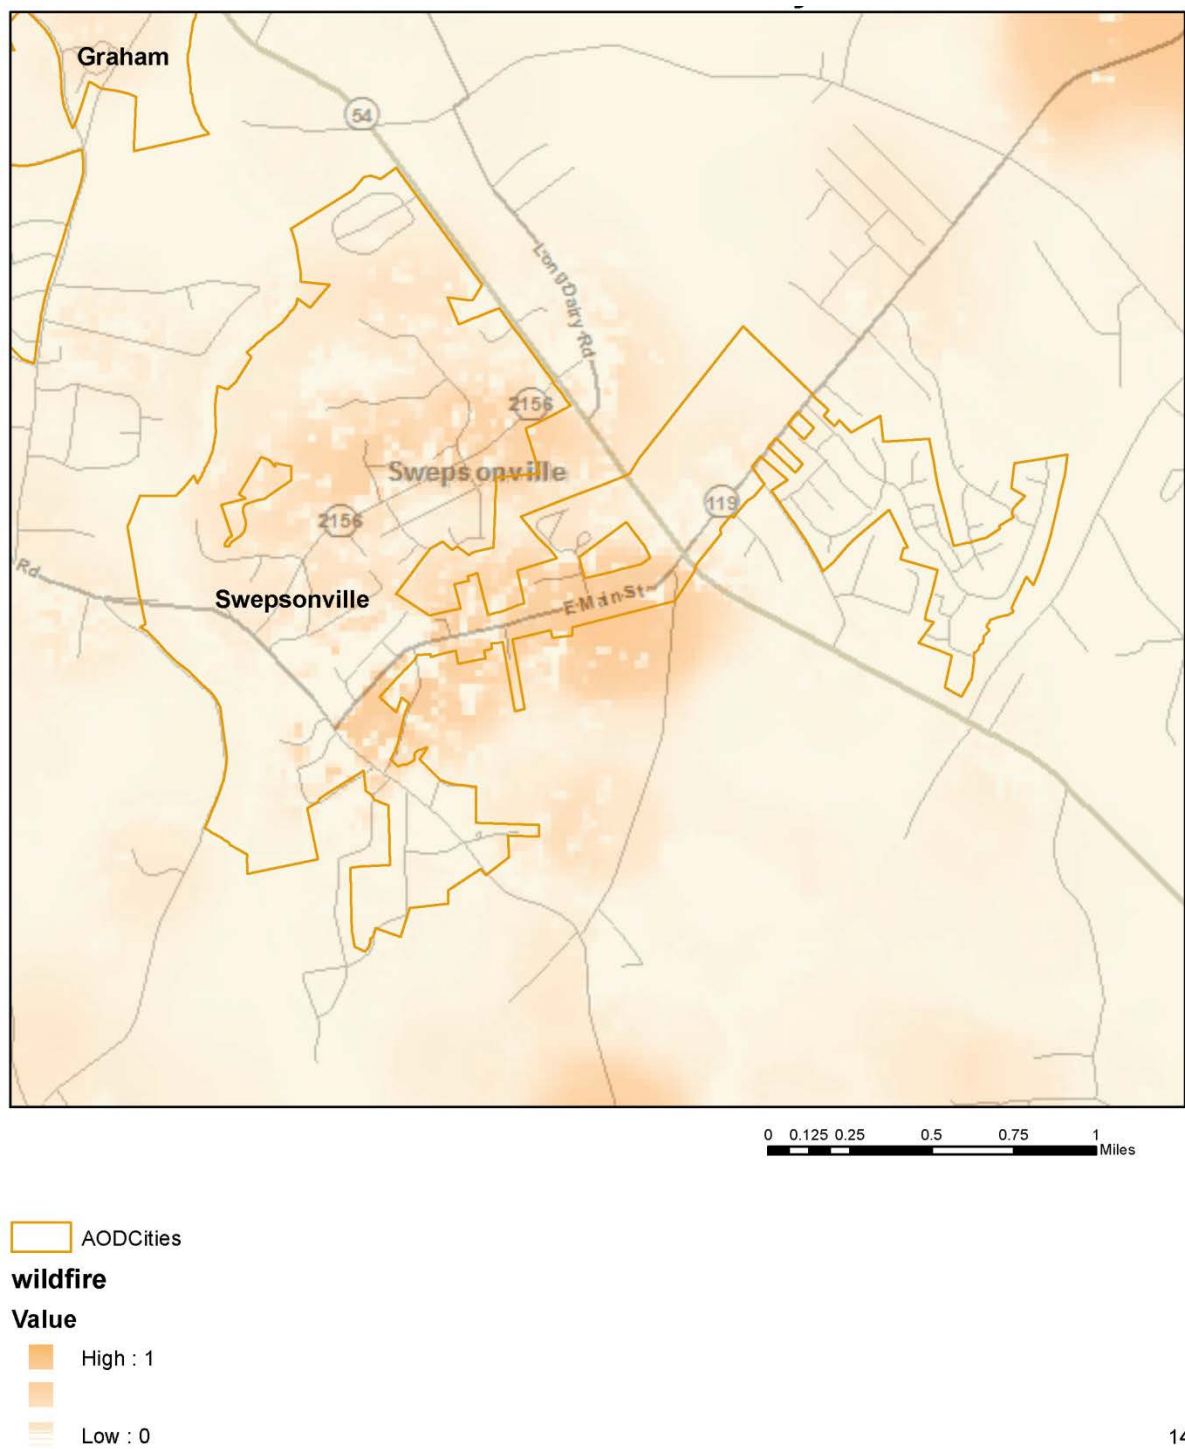 Graham
54
Long Dairy Rd
2156
Swepsonville
119
2156
Rd
Swepsonville
E Main St
0 0.125 0.25 0.5 0.75 1
Miles
AODCities
wildfire
Value
High : 1
Low : 0
14